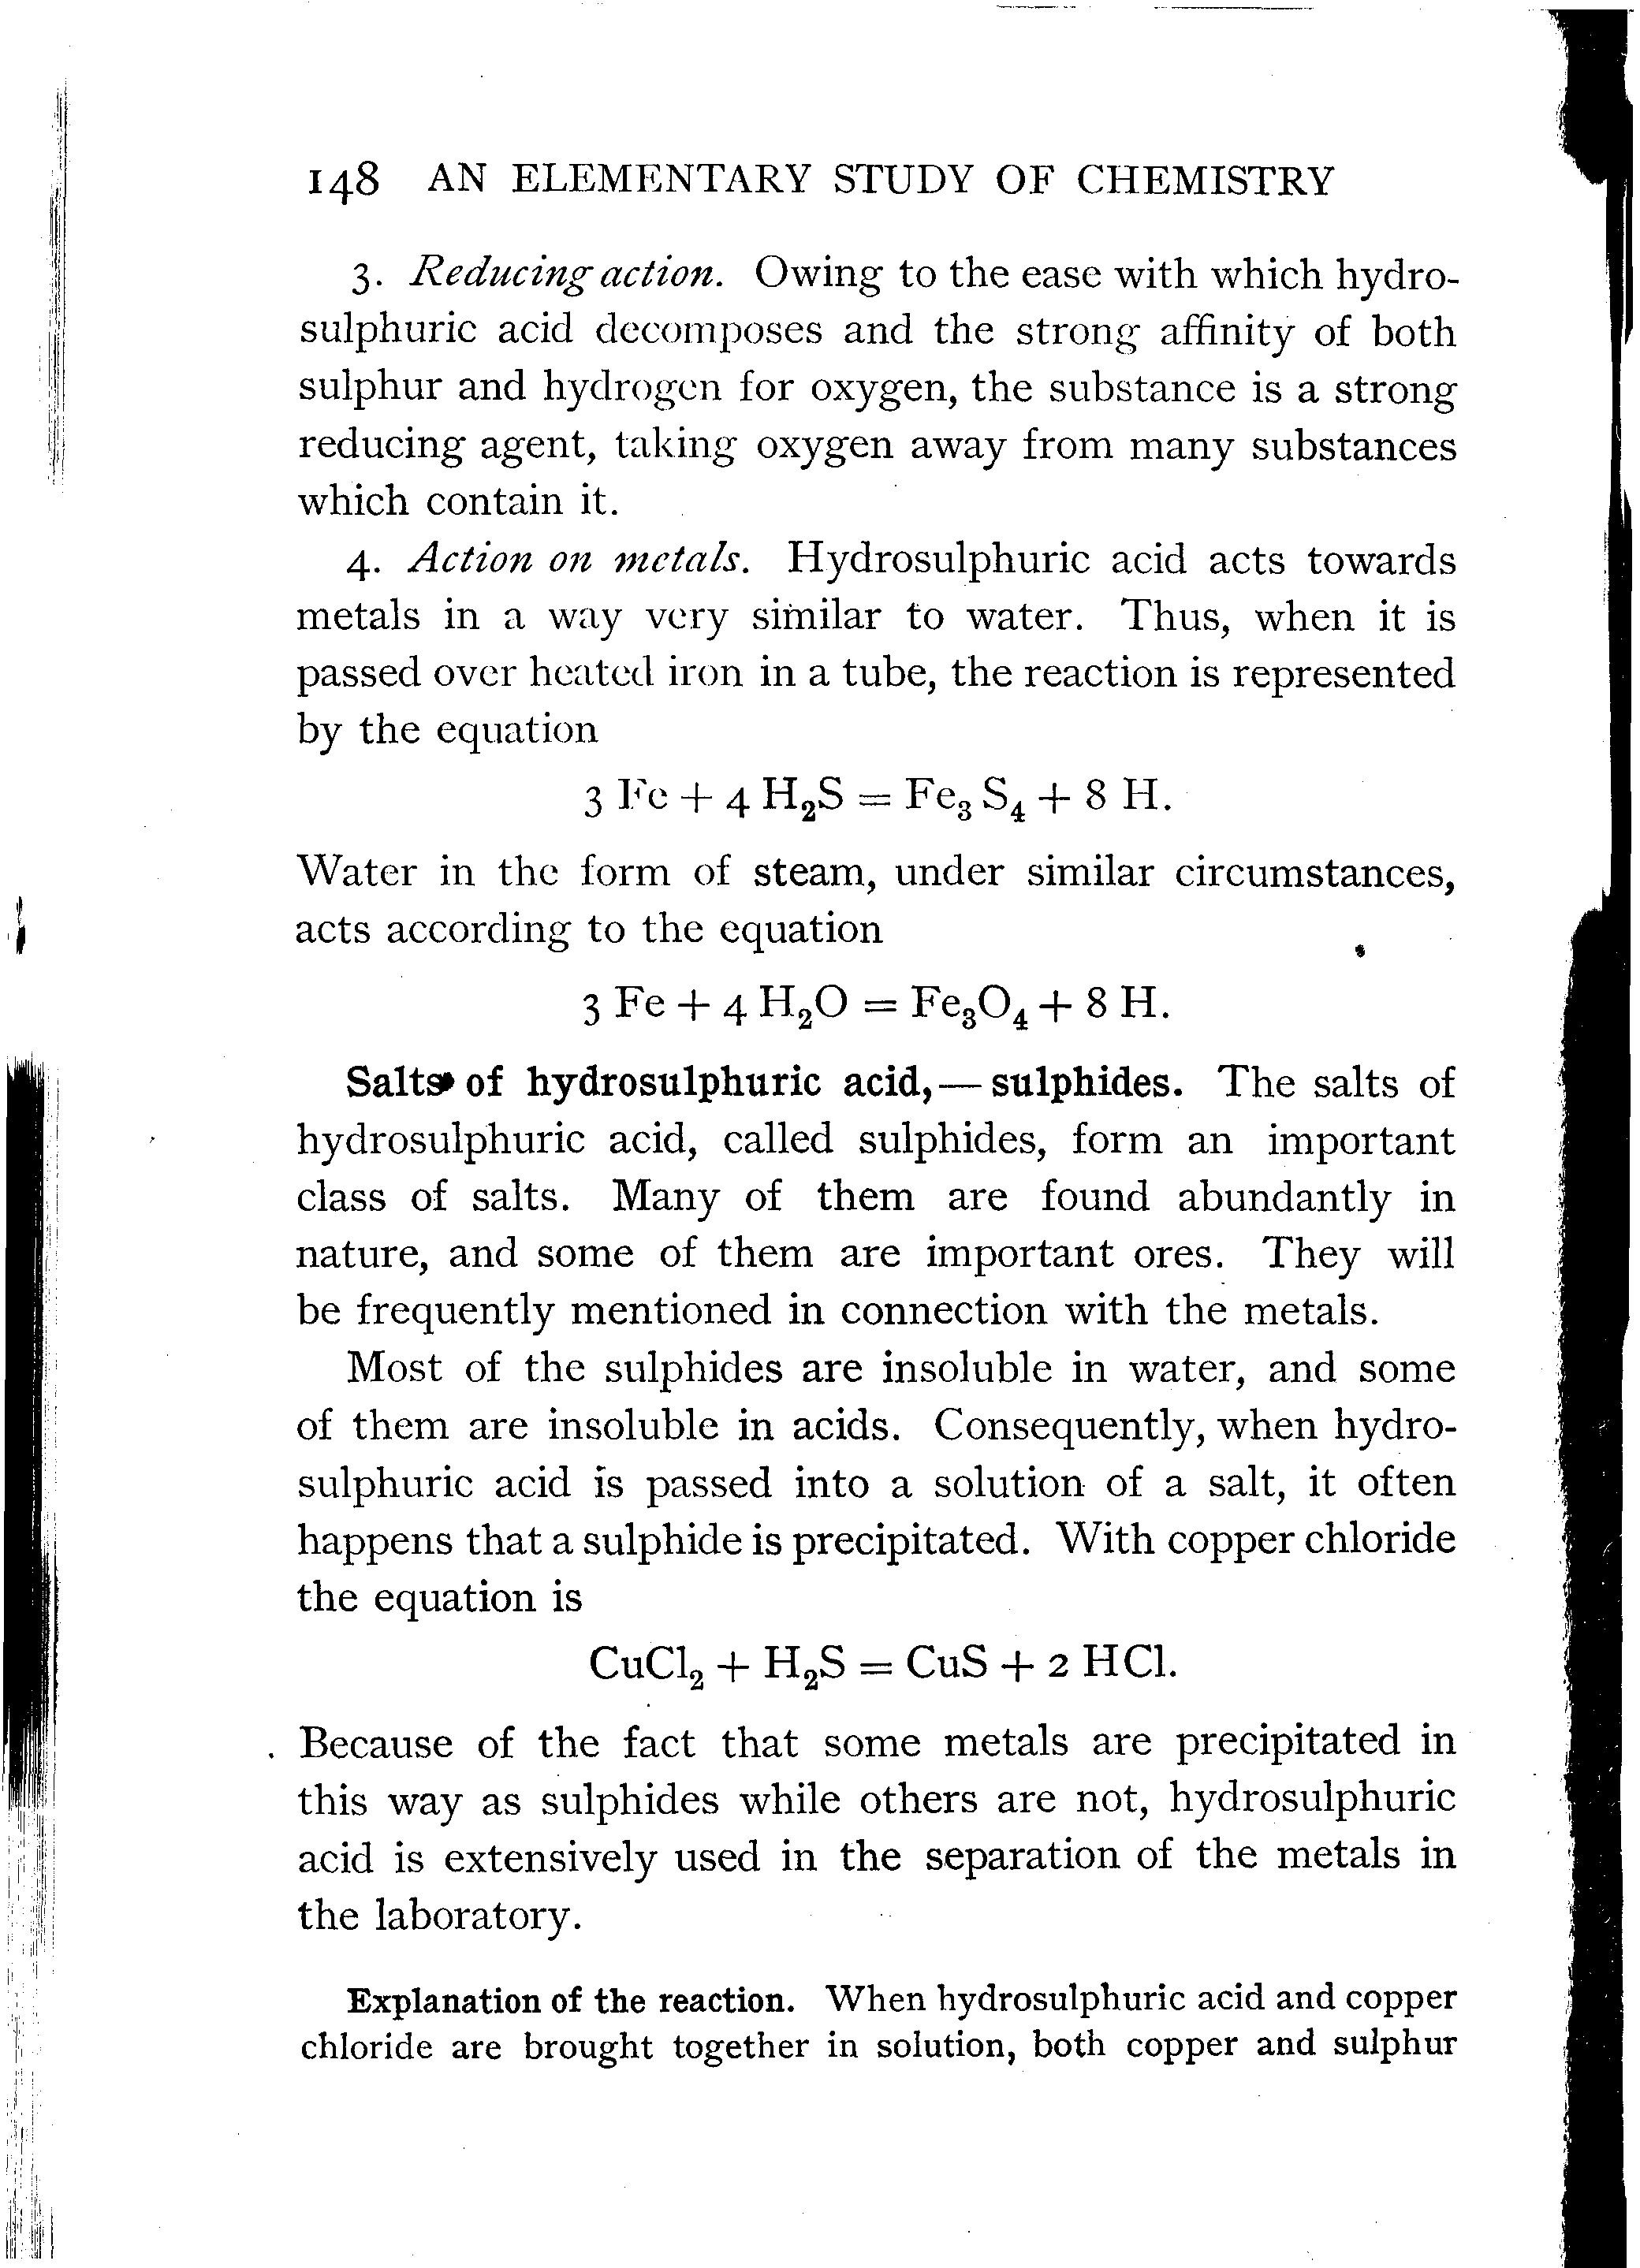 148 AN ELEMENTARY STUDY OF CHEMISTRY
3. Reducing action. Owing to the ease with which hydro-
sulphuric acid decomposes and the strong affinity of both
sulphur and hydrogen for oxygen, the substance is a strong
reducing agent, taking oxygen away from many substances
which contain it.
4. Action on metals. Hydrosulphuric acid acts towards
metals in a way very similar to water. Thus, when it is
passed over heated iron in a tube, the reaction is represented
by the equation
3 Fe + 4 H₂S = Fe₃ S₄ + 8 H.
Water in the form of steam, under similar circumstances,
acts according to the equation
3 Fe + 4 H₂O = Fe₃O₄ + 8 H.
Salts of hydrosulphuric acid,— sulphides. The salts of
hydrosulphuric acid, called sulphides, form an important
class of salts. Many of them are found abundantly in
nature, and some of them are important ores. They will
be frequently mentioned in connection with the metals.
Most of the sulphides are insoluble in water, and some
of them are insoluble in acids. Consequently, when hydro-
sulphuric acid is passed into a solution of a salt, it often
happens that a sulphide is precipitated. With copper chloride
the equation is
CuCl₂ + H₂S = CuS + 2 HCl.
Because of the fact that some metals are precipitated in
this way as sulphides while others are not, hydrosulphuric
acid is extensively used in the separation of the metals in
the laboratory.
Explanation of the reaction. When hydrosulphuric acid and copper
chloride are brought together in solution, both copper and sulphur